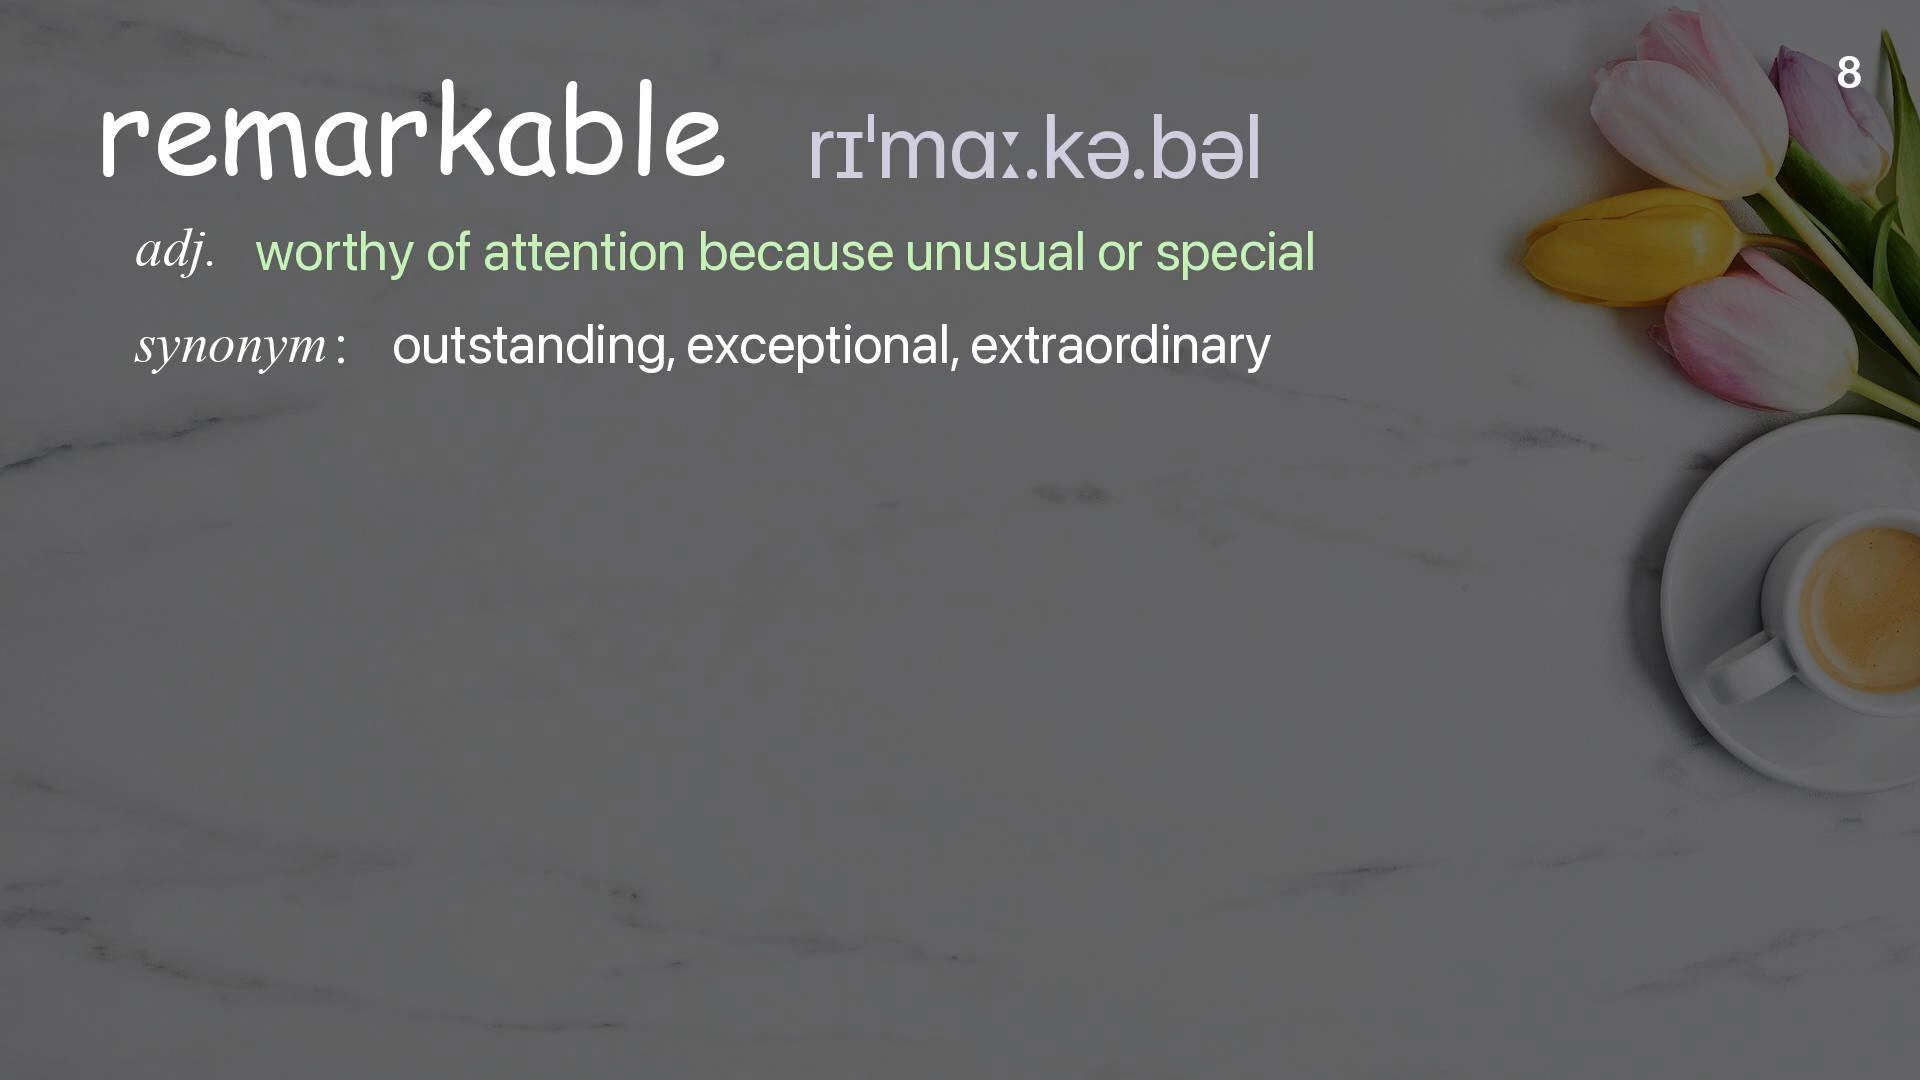 8
remarkable rɪˈmɑː.kə.bəl
adj. worthy of attention because unusual or special
synonym : outstanding, exceptional, extraordinary